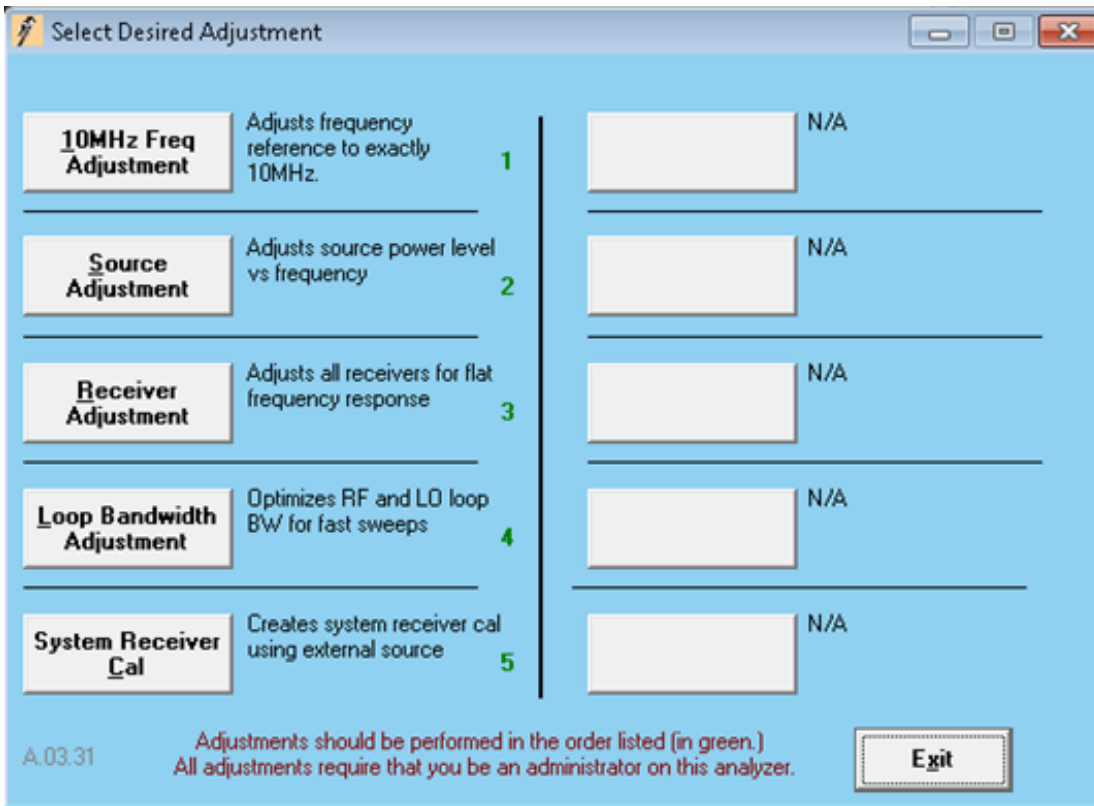 Select Desired Adjustment
10MHz Freq
Adjustment
Adjusts frequency
reference to exactly
10MHz.
1
N/A
Source
Adjustment
Adjusts source power level
vs frequency
2
N/A
Receiver
Adjustment
Adjusts all receivers for flat
frequency response
3
N/A
Loop Bandwidth
Adjustment
Optimizes RF and LO loop
BW for fast sweeps
4
N/A
System Receiver
Cal
Creates system receiver cal
using external source
5
N/A
A.03.31
Adjustments should be performed in the order listed (in green.)
All adjustments require that you be an administrator on this analyzer.
Exit